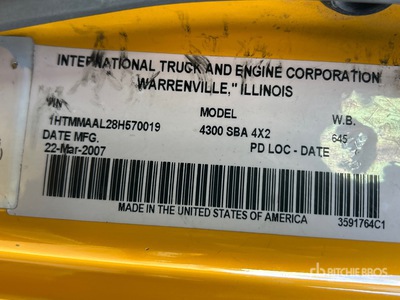 INTERNATIONAL TRUCK AND ENGINE CORPORATION
WARRENVILLE, ILLINOIS
VIN MODEL W.B.
1HTMMAAL28H570019 4300 SBA 4X2 645
DATE MFG. PD LOC - DATE
22-Mar-2007
MADE IN THE UNITED STATES OF AMERICA 3591764C1
RITCHIE BROS